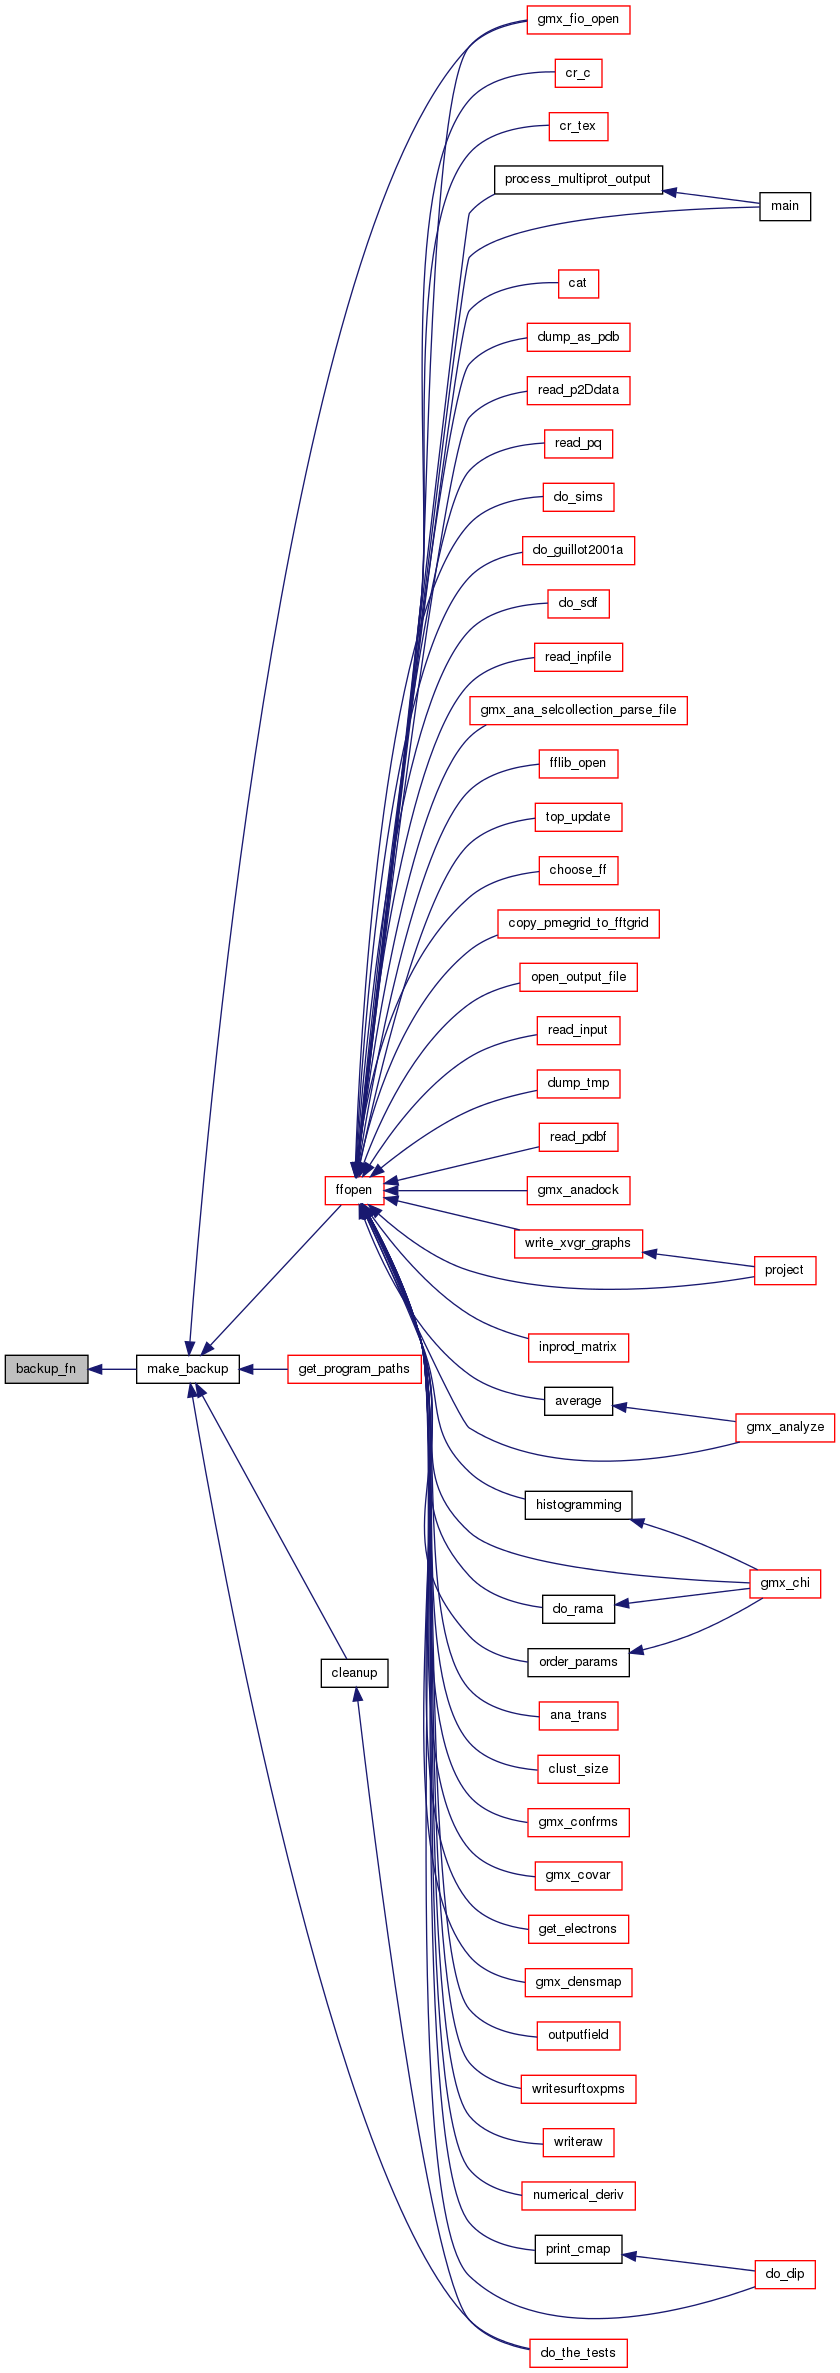 gmx_fio_open
cr_c
cr_tex
process_multiprot_output
main
cat
dump_as_pdb
read_p2Ddata
read_pq
do_sims
do_guillot2001a
do_sdf
read_inpfile
gmx_ana_selcollection_parse_file
fflib_open
top_update
choose_ff
copy_pmegrid_to_fftgrid
open_output_file
read_input
dump_tmp
read_pdbf
ffopen
gmx_anadock
write_xvgr_graphs
project
inprod_matrix
backup_fn
make_backup
get_program_paths
average
gmx_analyze
histogramming
gmx_chi
do_rama
order_params
cleanup
ana_trans
clust_size
gmx_confrms
gmx_covar
get_electrons
gmx_densmap
outputfield
writesurftoxpms
writeraw
numerical_deriv
print_cmap
do_dip
do_the_tests